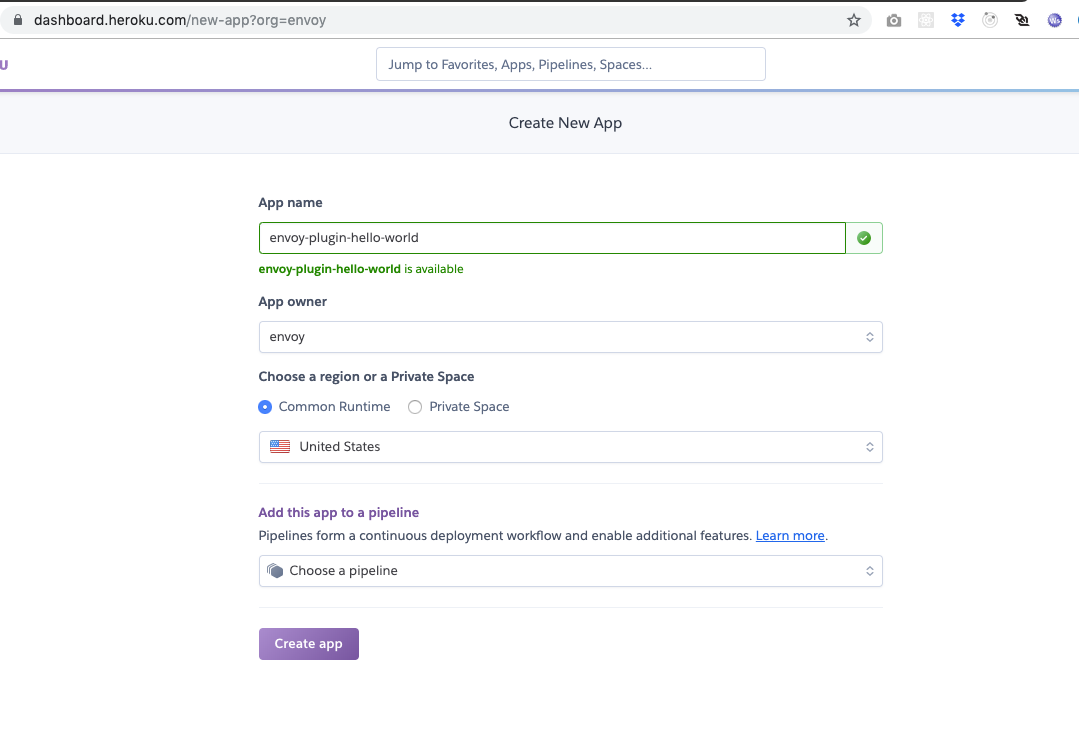 dashboard.heroku.com/new-app?org=envoy
U
Jump to Favorites, Apps, Pipelines, Spaces...
Create New App
App name
envoy-plugin-hello-world
envoy-plugin-hello-world is available
App owner
envoy
Choose a region or a Private Space
Common Runtime Private Space
United States
Add this app to a pipeline
Pipelines form a continuous deployment workflow and enable additional features. Learn more.
Choose a pipeline
Create app